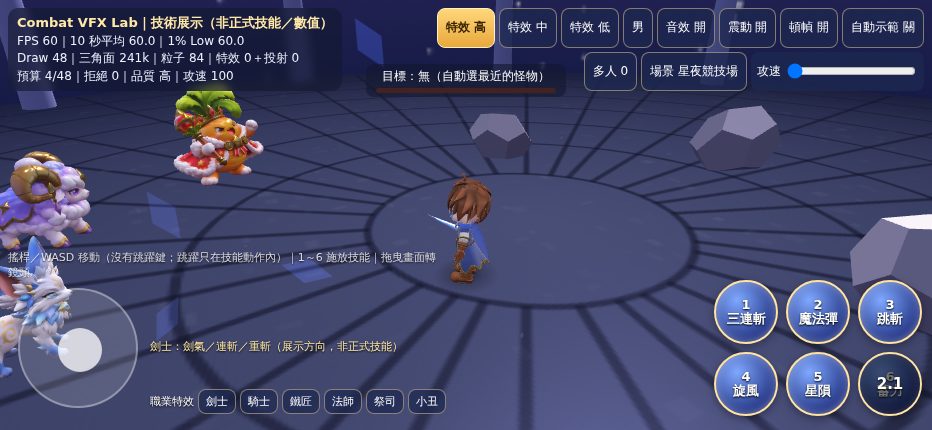 Combat VFX Lab｜技術展示（非正式技能／數值）
FPS 60｜10 秒平均 60.0｜1% Low 60.0
Draw 48｜三角面 241k｜粒子 84｜特效 0＋投射 0
預算 4/48｜拒絕 0｜品質 高｜攻速 100
特效 高
特效 中
特效 低
男
音效 開
震動 開
頓幀 開
自動示範 關
目標：無（自動選最近的怪物）
多人 0
場景 星夜競技場
攻速
搖桿／WASD 移動（沒有跳躍鍵；跳躍只在技能動作內）｜1~6 施放技能｜拖曳畫面轉
鏡頭
1
三連斬
2
魔法彈
3
跳斬
劍士：劍氣／連斬／重斬（展示方向，非正式技能）
4
旋風
5
星隕
6
2.1
職業特效
劍士
騎士
鐵匠
法師
祭司
小丑